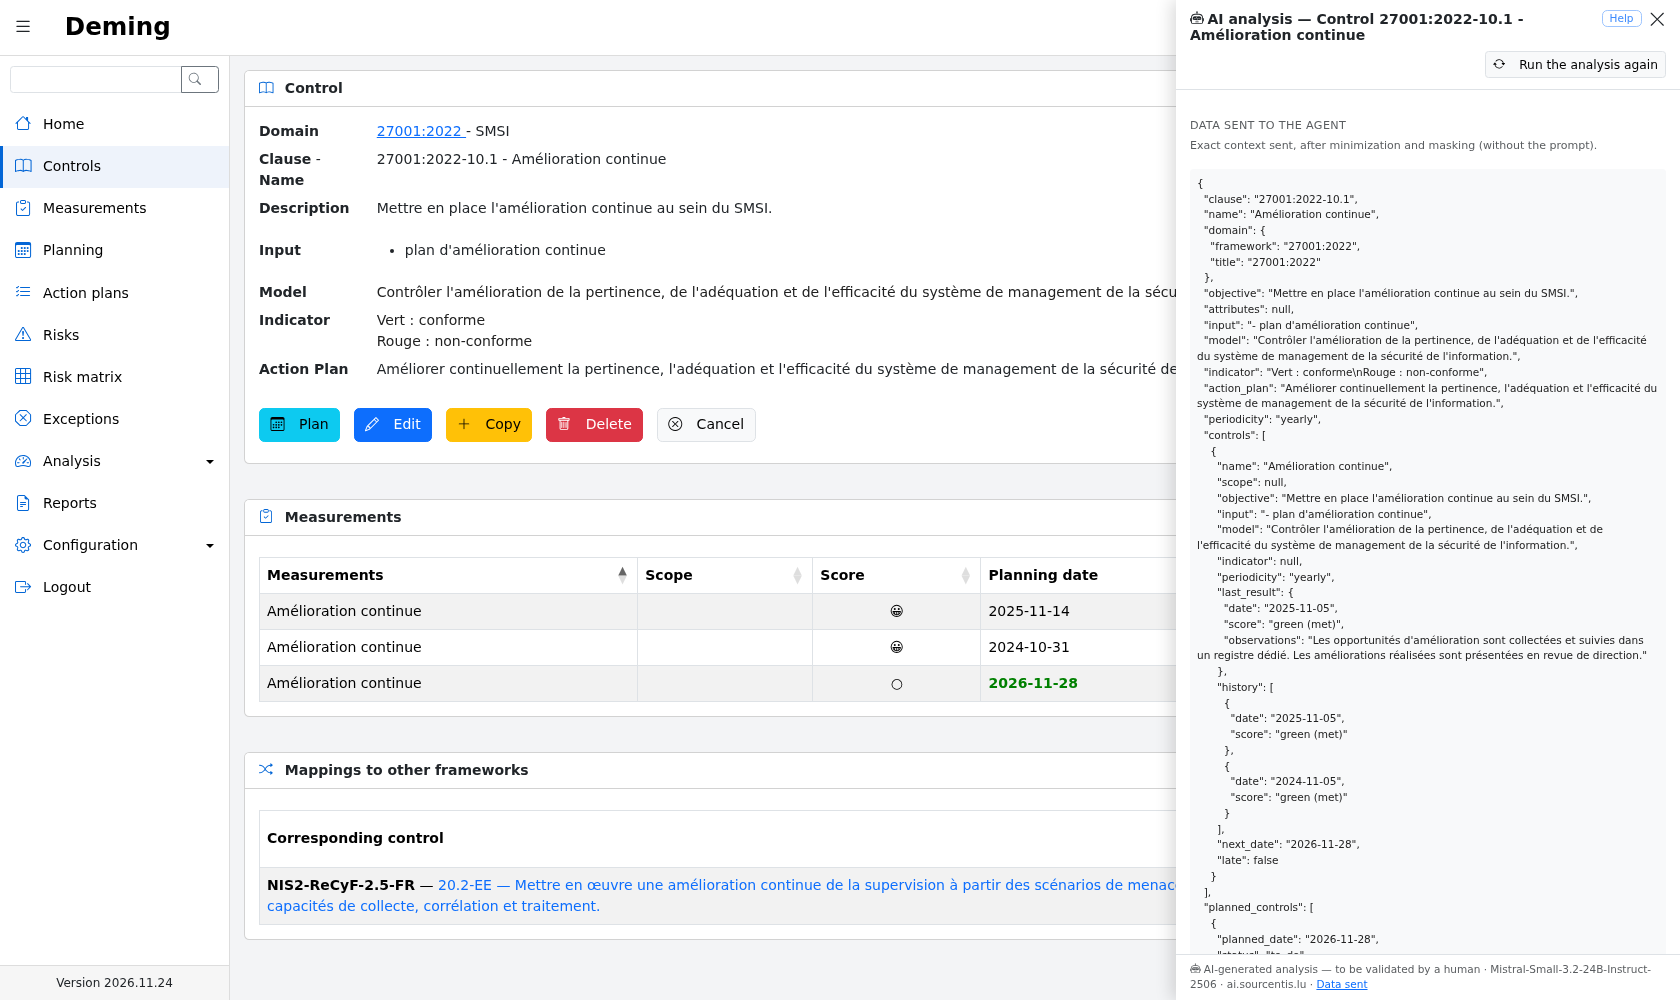 Deming
Home
Controls
Measurements
Planning
Action plans
Risks
Risk matrix
Exceptions
Analysis
Reports
Configuration
Logout
Version 2026.11.24
Control
Domain 27001:2022 - SMSI
Clause - Name 27001:2022-10.1 - Amélioration continue
Description Mettre en place l'amélioration continue au sein du SMSI.
Input • plan d'amélioration continue
Model Contrôler l'amélioration de la pertinence, de l'adéquation et de l'efficacité du système de management de la sécu
Indicator Vert : conforme
Rouge : non-conforme
Action Plan Améliorer continuellement la pertinence, l'adéquation et l'efficacité du système de management de la sécurité de
Plan Edit Copy Delete Cancel
Measurements
Measurements Scope Score Planning date
Amélioration continue 2025-11-14
Amélioration continue 2024-10-31
Amélioration continue 2026-11-28
Mappings to other frameworks
Corresponding control
NIS2-ReCyF-2.5-FR — 20.2-EE — Mettre en œuvre une amélioration continue de la supervision à partir des scénarios de menac
capacités de collecte, corrélation et traitement.
AI analysis — Control 27001:2022-10.1 -
Amélioration continue
Help
Run the analysis again
DATA SENT TO THE AGENT
Exact context sent, after minimization and masking (without the prompt).
{
"clause": "27001:2022-10.1",
"name": "Amélioration continue",
"domain": {
"framework": "27001:2022",
"title": "27001:2022"
},
"objective": "Mettre en place l'amélioration continue au sein du SMSI.",
"attributes": null,
"input": "- plan d'amélioration continue",
"model": "Contrôler l'amélioration de la pertinence, de l'adéquation et de l'efficacité
du système de management de la sécurité de l'information.",
"indicator": "Vert : conforme\nRouge : non-conforme",
"action_plan": "Améliorer continuellement la pertinence, l'adéquation et l'efficacité du
système de management de la sécurité de l'information.",
"periodicity": "yearly",
"controls": [
{
"name": "Amélioration continue",
"scope": null,
"objective": "Mettre en place l'amélioration continue au sein du SMSI.",
"input": "- plan d'amélioration continue",
"model": "Contrôler l'amélioration de la pertinence, de l'adéquation et de
l'efficacité du système de management de la sécurité de l'information.",
"indicator": null,
"periodicity": "yearly",
"last_result": {
"date": "2025-11-05",
"score": "green (met)",
"observations": "Les opportunités d'amélioration sont collectées et suivies dans
un registre dédié. Les améliorations réalisées sont présentées en revue de direction."
},
"history": [
{
"date": "2025-11-05",
"score": "green (met)"
},
{
"date": "2024-11-05",
"score": "green (met)"
}
],
"next_date": "2026-11-28",
"late": false
}
],
"planned_controls": [
{
"planned_date": "2026-11-28",
AI-generated analysis — to be validated by a human · Mistral-Small-3.2-24B-Instruct-
2506 · ai.sourcentis.lu · Data sent